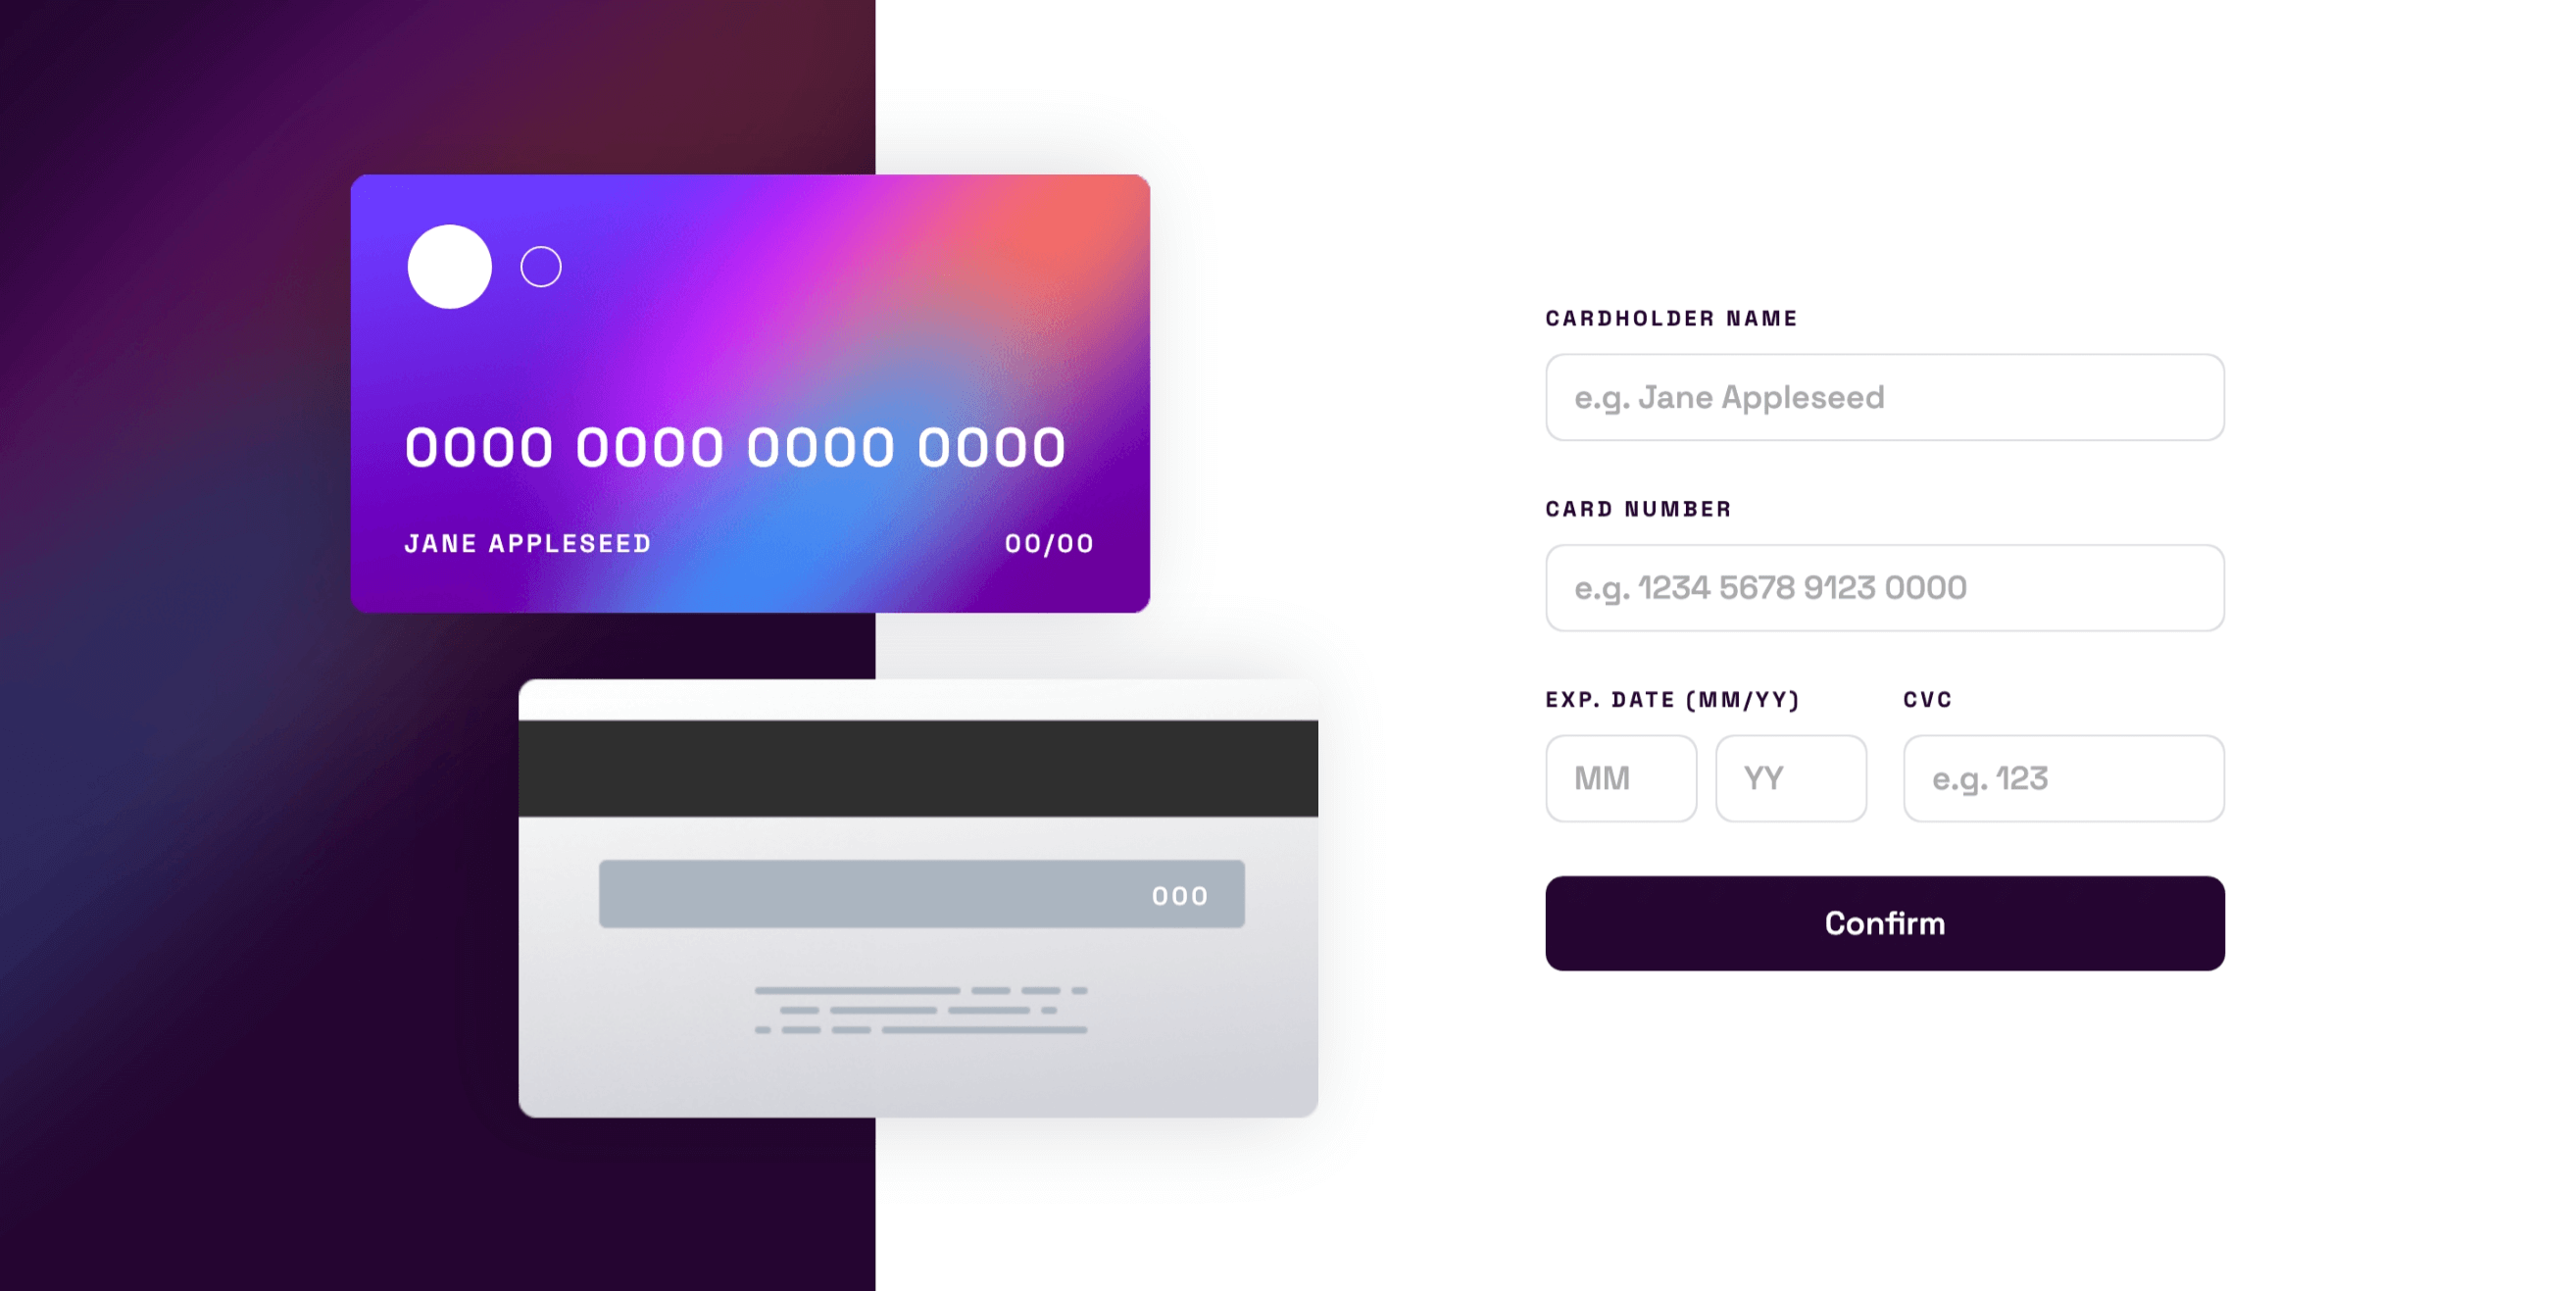 0000 0000 0000 0000
JANE APPLESEED 00/00
000
CARDHOLDER NAME
e.g. Jane Appleseed
CARD NUMBER
e.g. 1234 5678 9123 0000
EXP. DATE (MM/YY) CVC
MM YY e.g. 123
Confirm